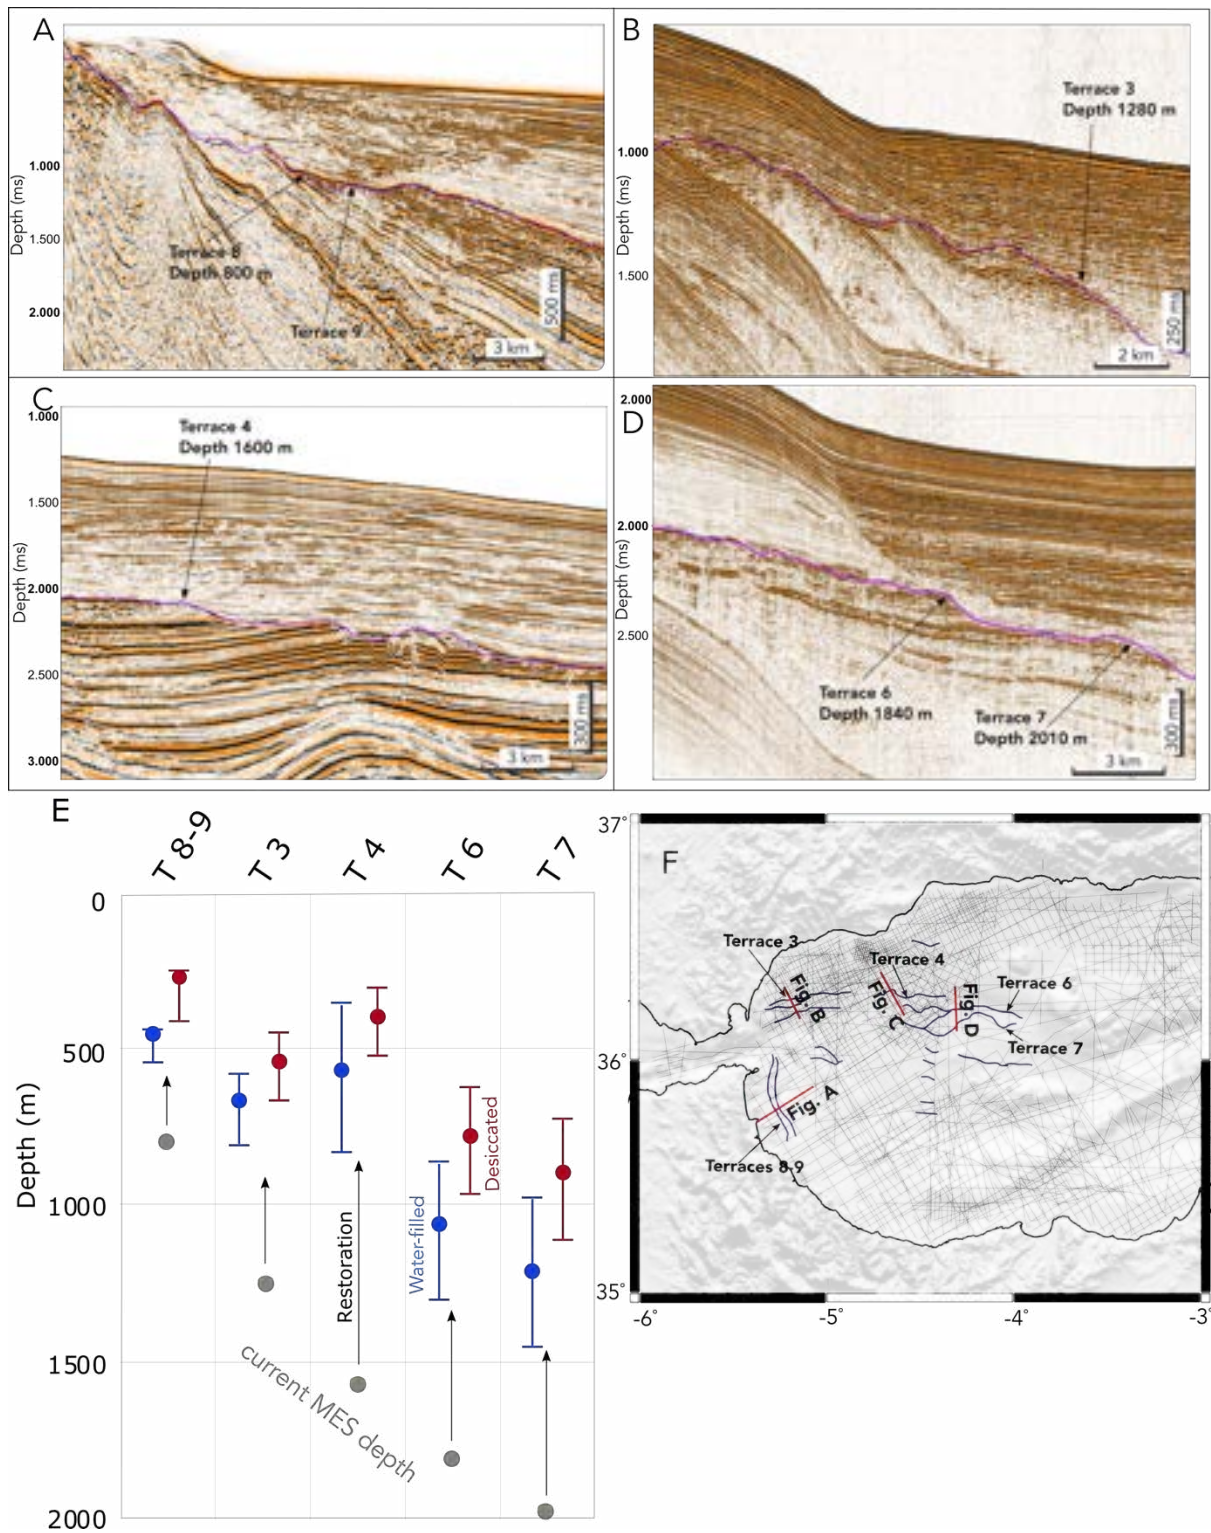 A
Depth (ms)
1.000
1.500
2.000
Terrace 8
Depth 800 m
Terrace 9
500 ms
3 km
B
Depth (ms)
1.000
1.500
Terrace 3
Depth 1280 m
250 ms
2 km
C
Depth (ms)
1.000
1.500
2.000
2.500
3.000
Terrace 4
Depth 1600 m
300 ms
3 km
D
Depth (ms)
2.000
2.000
2.500
Terrace 6
Depth 1840 m
Terrace 7
Depth 2010 m
300 ms
3 km
E
T 8-9
T 3
T 4
T 6
T 7
Depth (m)
0
500
1000
1500
2000
Water-filled
Desiccated
Restoration
current MES depth
F
37°
36°
35°
-6°
-5°
-4°
-3°
Terrace 3
Terrace 4
Terrace 6
Terrace 7
Terraces 8-9
Fig. B
Fig. C
Fig. D
Fig. A